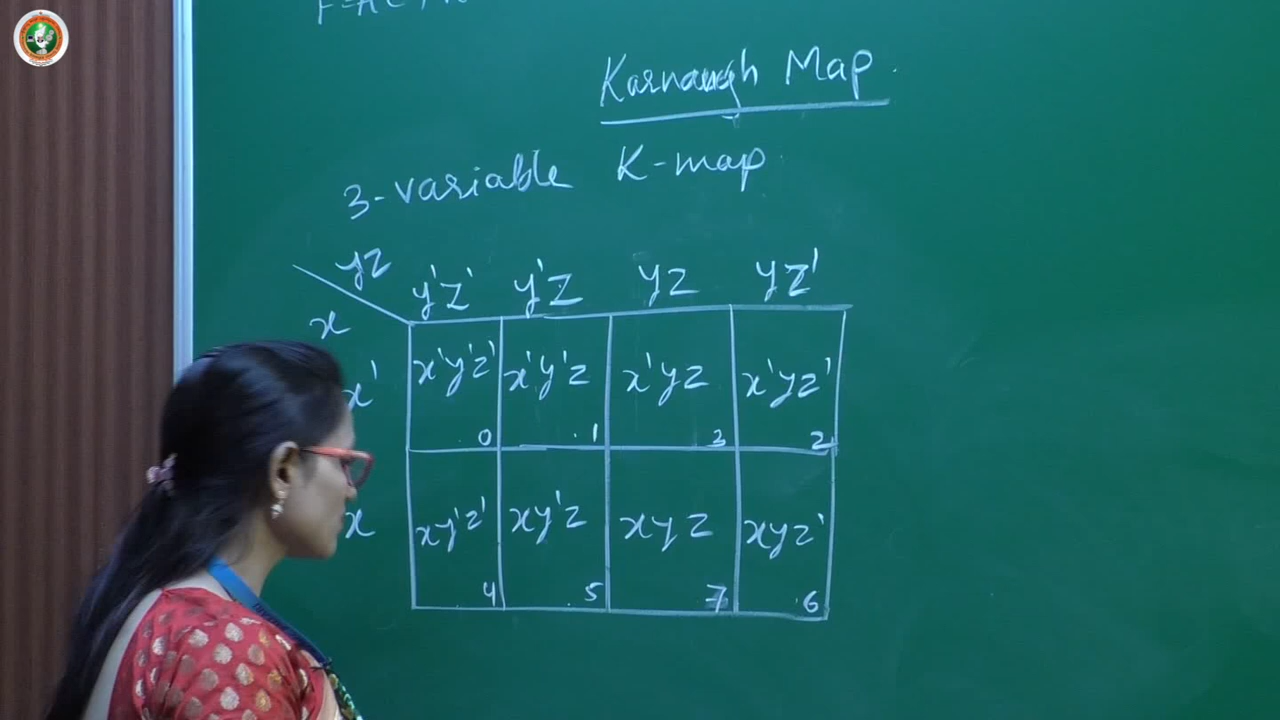 Karnaugh Map.
3-variable K-map.
yz y'z' y'z yz yz'
x
x' x'y'z' x'y'z x'yz x'yz'
0 1 3 2
x xy'z' xy'z xyz xyz'
4 5 7 6